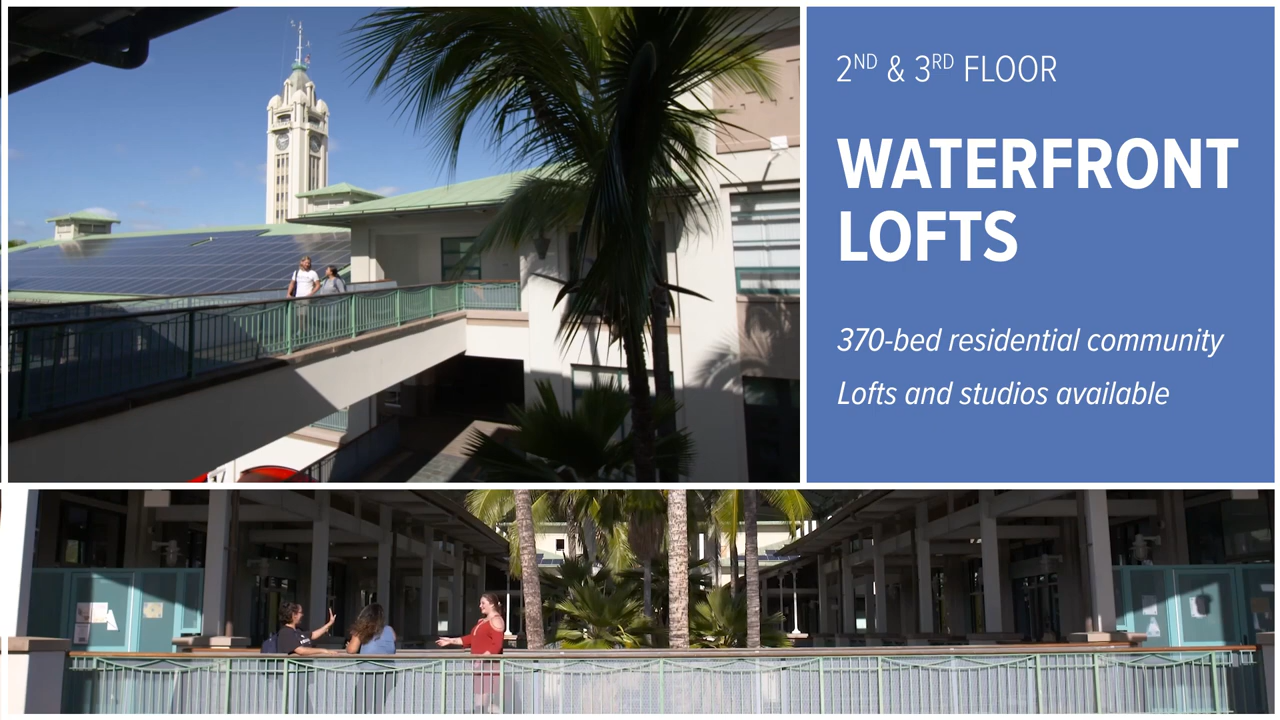 2ND & 3RD FLOOR
WATERFRONT
LOFTS
370-bed residential community
Lofts and studios available